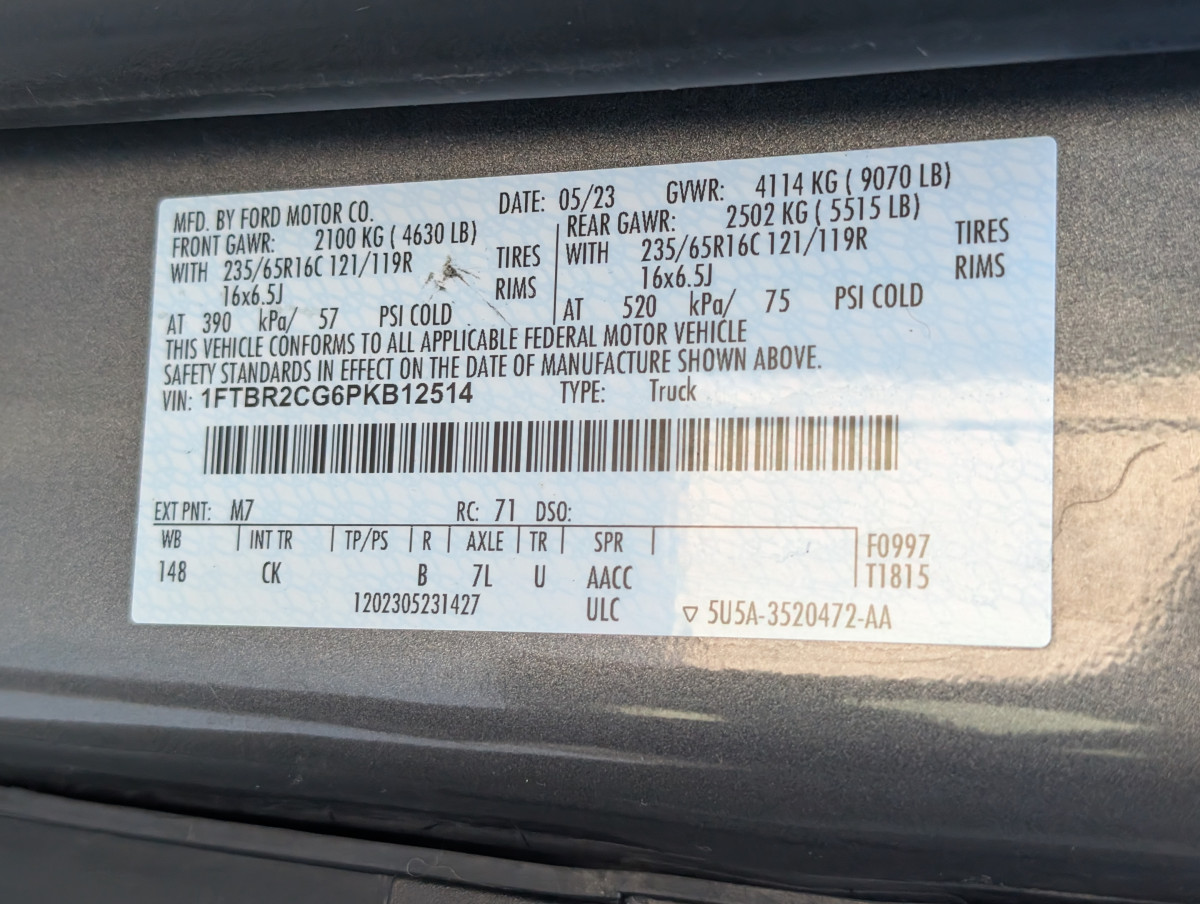 MFD. BY FORD MOTOR CO. DATE: 05/23 GVWR: 4114 KG ( 9070 LB)
FRONT GAWR: 2100 KG ( 4630 LB) REAR GAWR: 2502 KG ( 5515 LB)
WITH 235/65R16C 121/119R TIRES WITH 235/65R16C 121/119R TIRES
16x6.5J RIMS 16x6.5J RIMS
AT 390 kPa/ 57 PSI COLD AT 520 kPa/ 75 PSI COLD
THIS VEHICLE CONFORMS TO ALL APPLICABLE FEDERAL MOTOR VEHICLE
SAFETY STANDARDS IN EFFECT ON THE DATE OF MANUFACTURE SHOWN ABOVE.
VIN: 1FTBR2CG6PKB12514 TYPE: Truck
EXT PNT: M7 RC: 71 DSO:
WB INT TR TP/PS R AXLE TR SPR F0997
148 CK B 7L U AACC T1815
1202305231427 ULC ▽ 5U5A-3520472-AA